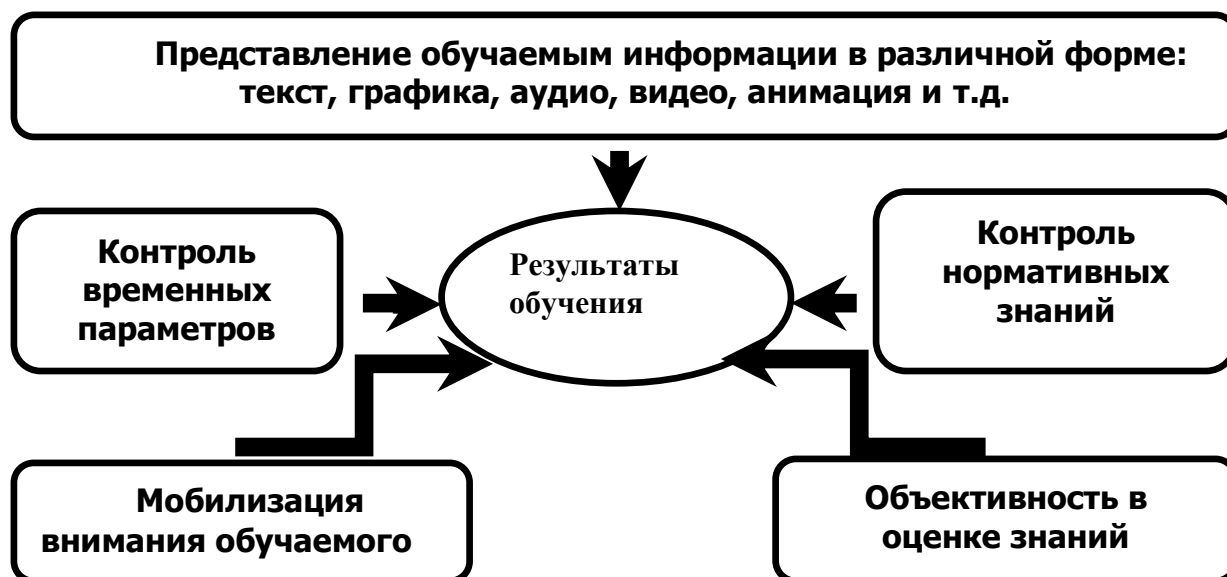 Представление обучаемым информации в различной форме:
текст, графика, аудио, видео, анимация и т.д.
Контроль
временных
параметров
Результаты
обучения
Контроль
нормативных
знаний
Мобилизация
внимания обучаемого
Объективность в
оценке знаний